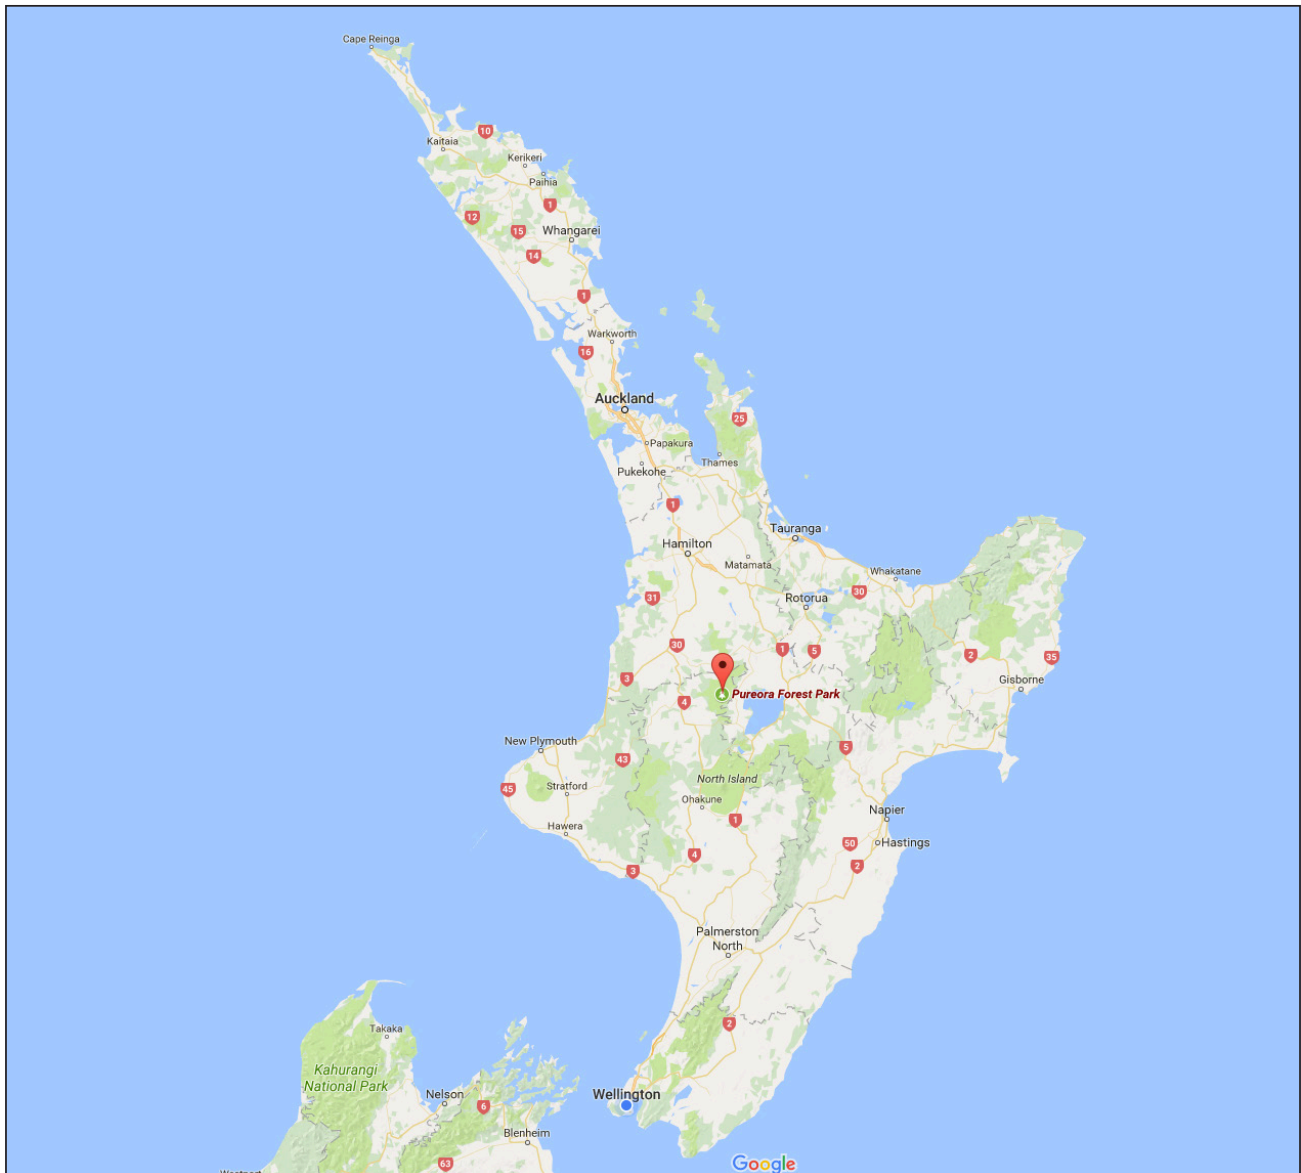 Cape Reinga
10
Kaitaia
Kerikeri
Paihia
1
12
15
Whangarei
14
1
Warkworth
16
Auckland
25
Papakura
Thames
Pukekohe
1
Tauranga
Hamilton
Matamata
Whakatane
30
31
Rotorua
30
1
5
2
35
3
Gisborne
Pureora Forest Park
4
New Plymouth
5
43
North Island
Stratford
45
Ohakune
Napier
1
Hawera
50
Hastings
4
2
3
Palmerston
North
2
Takaka
Kahurangi
National Park
Nelson
Wellington
6
Blenheim
63
Google